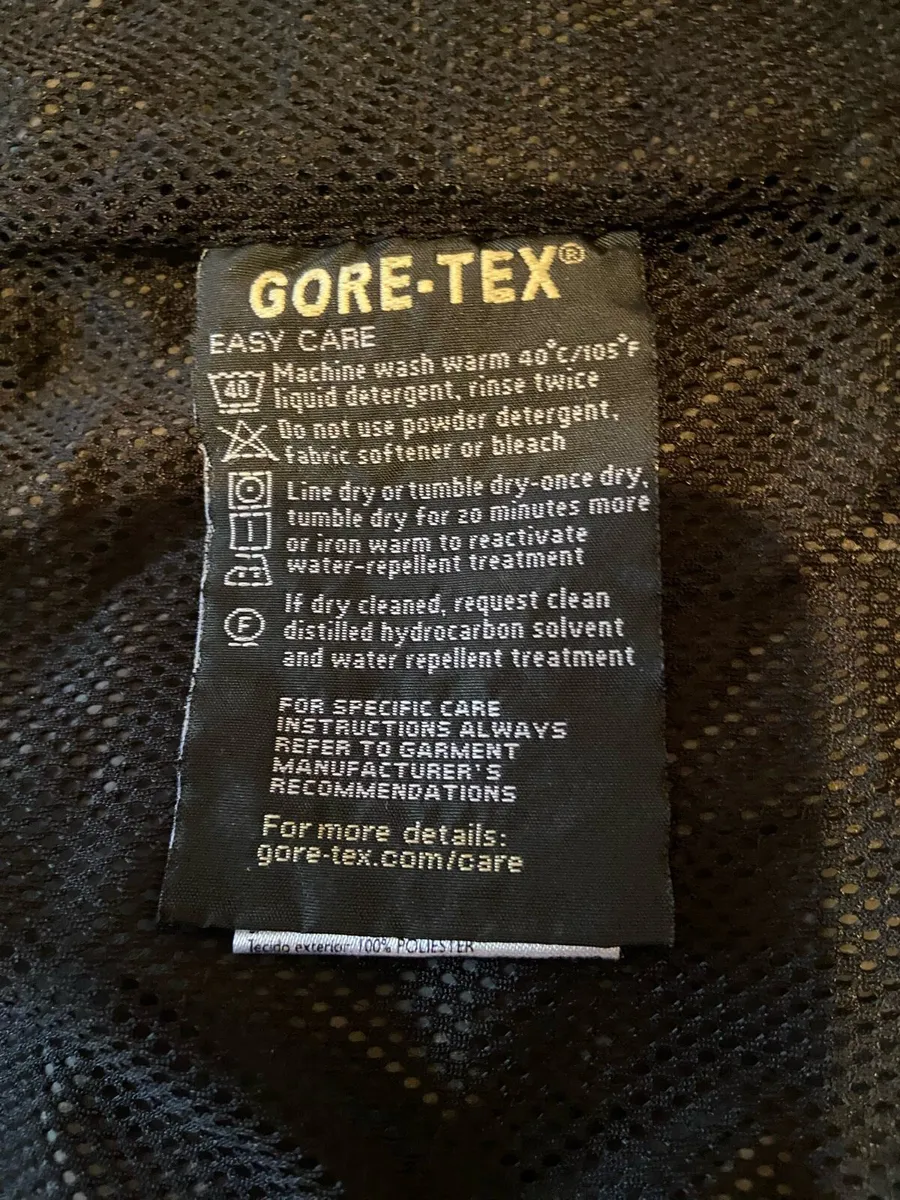 GORE-TEX®
EASY CARE
40 Machine wash warm 40°C/105°F
liquid detergent, rinse twice
Do not use powder detergent,
fabric softener or bleach
Line dry or tumble dry-once dry,
tumble dry for 20 minutes more
or iron warm to reactivate
water-repellent treatment
If dry cleaned, request clean
F distilled hydrocarbon solvent
and water repellent treatment
FOR SPECIFIC CARE
INSTRUCTIONS ALWAYS
REFER TO GARMENT
MANUFACTURER'S
RECOMMENDATIONS
For more details:
gore-tex.com/care
Tecido exterior: 100% POLIESTER